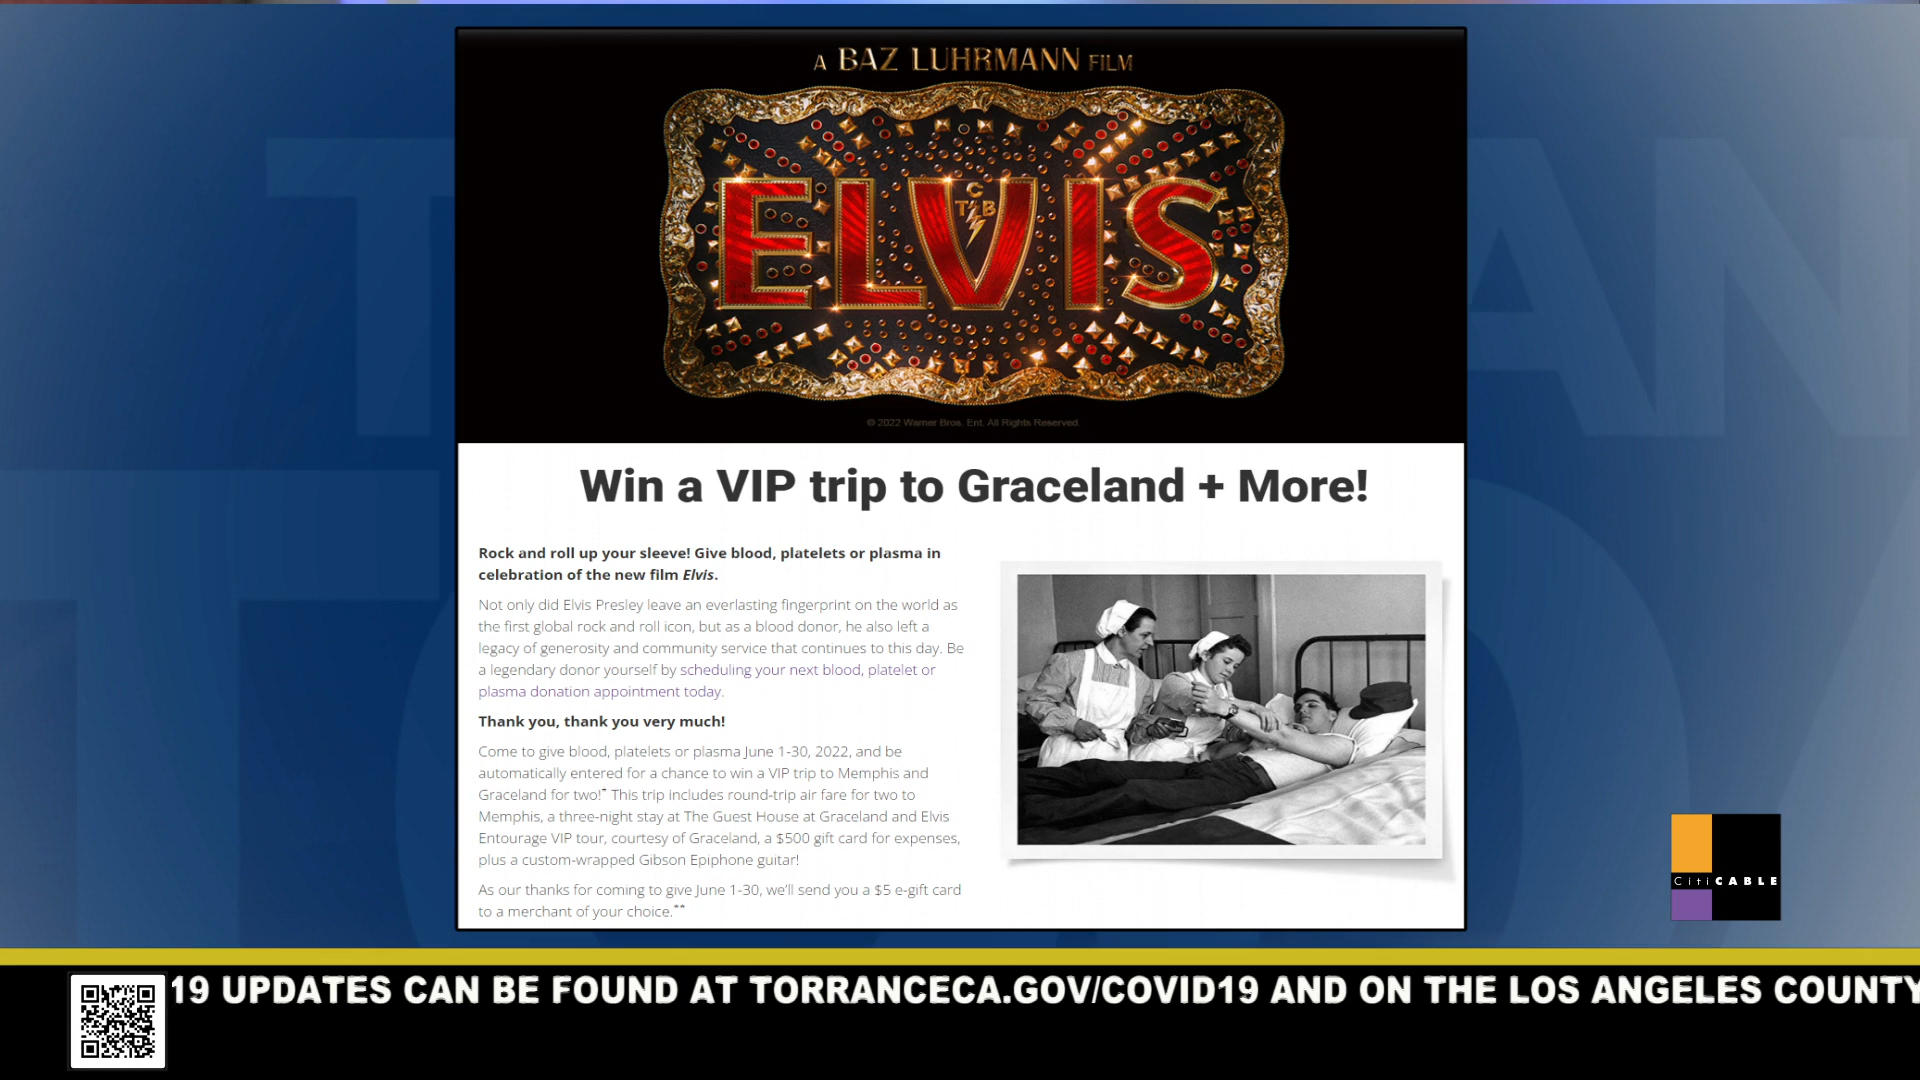 A BAZ LUHRMANN FILM
ELVIS
C
T B
© 2022 Warner Bros. Ent. All Rights Reserved.
Win a VIP trip to Graceland + More!
Rock and roll up your sleeve! Give blood, platelets or plasma in
celebration of the new film Elvis.
Not only did Elvis Presley leave an everlasting fingerprint on the world as
the first global rock and roll icon, but as a blood donor, he also left a
legacy of generosity and community service that continues to this day. Be
a legendary donor yourself by scheduling your next blood, platelet or
plasma donation appointment today.
Thank you, thank you very much!
Come to give blood, platelets or plasma June 1-30, 2022, and be
automatically entered for a chance to win a VIP trip to Memphis and
Graceland for two!* This trip includes round-trip air fare for two to
Memphis, a three-night stay at The Guest House at Graceland and Elvis
Entourage VIP tour, courtesy of Graceland, a $500 gift card for expenses,
plus a custom-wrapped Gibson Epiphone guitar!
As our thanks for coming to give June 1-30, we'll send you a $5 e-gift card
to a merchant of your choice.**
CitiCABLE
19 UPDATES CAN BE FOUND AT TORRANCECA.GOV/COVID19 AND ON THE LOS ANGELES COUNTY